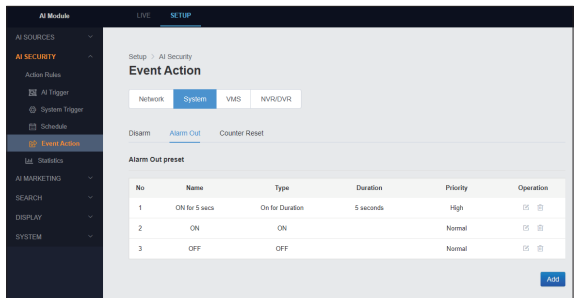 AI Module
LIVE SETUP
AI SOURCES
AI SECURITY
Action Rules
AI Trigger
System Trigger
Schedule
Event Action
Statistics
AI MARKETING
SEARCH
DISPLAY
SYSTEM
Setup > AI Security
Event Action
Network System VMS NVR/DVR
Disarm Alarm Out Counter Reset
Alarm Out preset
No Name Type Duration Priority Operation
1 ON for 5 secs On for Duration 5 seconds High
2 ON ON Normal
3 OFF OFF Normal
Add